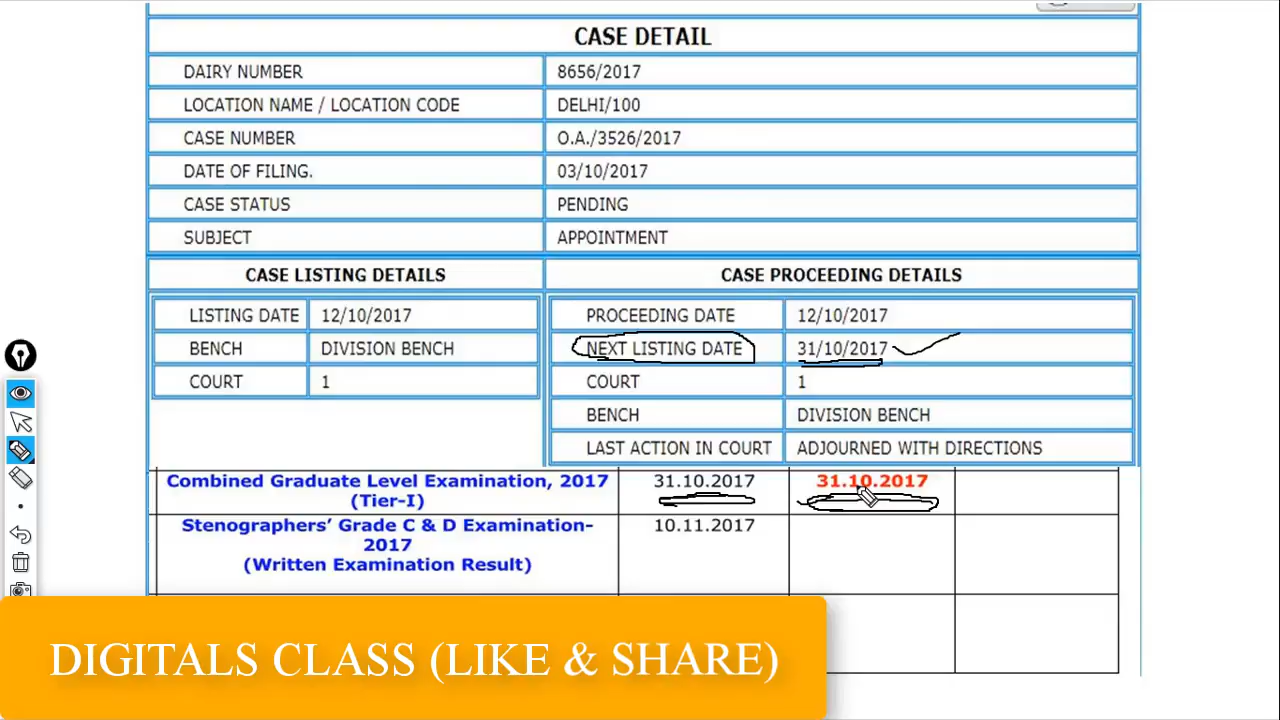 CASE DETAIL
DAIRY NUMBER 8656/2017
LOCATION NAME / LOCATION CODE DELHI/100
CASE NUMBER O.A./3526/2017
DATE OF FILING. 03/10/2017
CASE STATUS PENDING
SUBJECT APPOINTMENT
CASE LISTING DETAILS CASE PROCEEDING DETAILS
LISTING DATE 12/10/2017 PROCEEDING DATE 12/10/2017
BENCH DIVISION BENCH NEXT LISTING DATE 31/10/2017
COURT 1 COURT 1
BENCH DIVISION BENCH
LAST ACTION IN COURT ADJOURNED WITH DIRECTIONS
Combined Graduate Level Examination, 2017 31.10.2017 31.10.2017
(Tier-I)
Stenographers’ Grade C & D Examination- 10.11.2017
2017
(Written Examination Result)
DIGITALS CLASS (LIKE & SHARE)